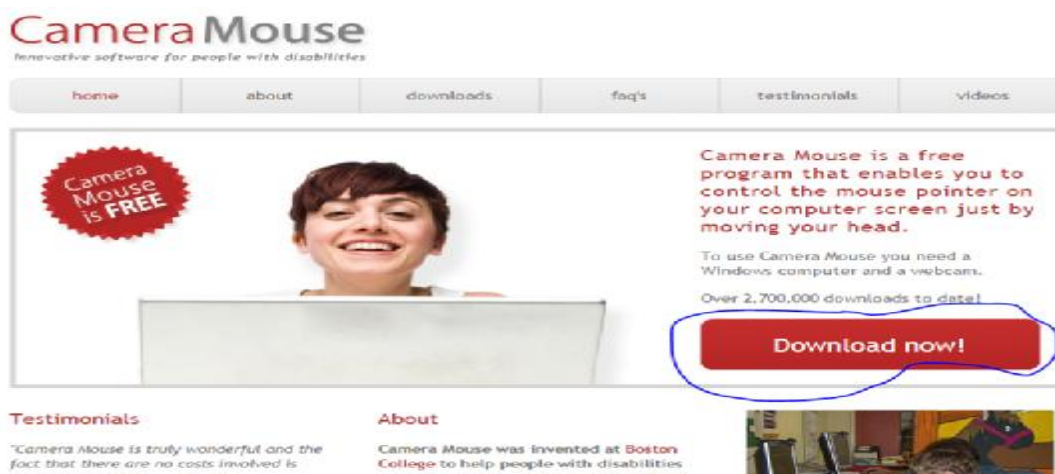 Camera Mouse
Innovative software for people with disabilities
home about downloads faq's testimonials videos
Camera
Mouse
is FREE
Camera Mouse is a free
program that enables you to
control the mouse pointer on
your computer screen just by
moving your head.
To use Camera Mouse you need a
Windows computer and a webcam.
Over 2,700,000 downloads to date!
Download now!
Testimonials
"Camera Mouse is truly wonderful and the
fact that there are no costs involved is
About
Camera Mouse was invented at Boston
College to help people with disabilities